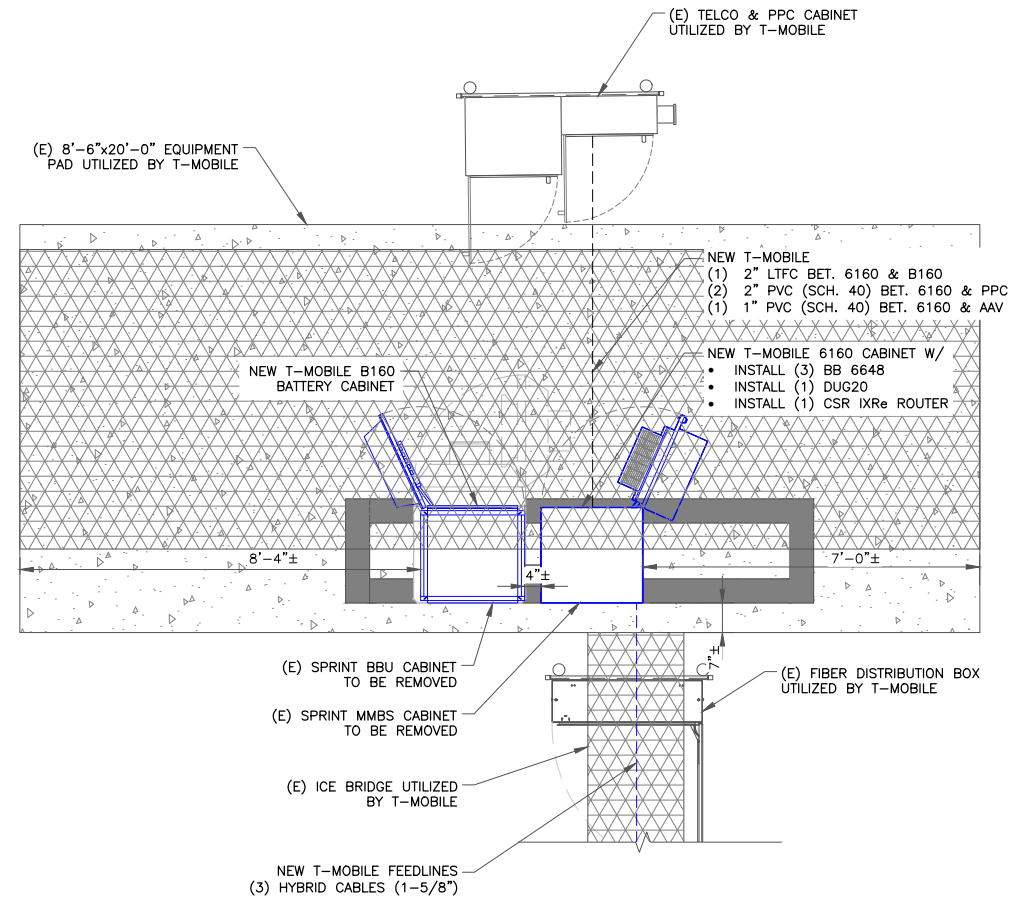 (E) TELCO & PPC CABINET
UTILIZED BY T-MOBILE
(E) 8'-6"x20'-0" EQUIPMENT
PAD UTILIZED BY T-MOBILE
NEW T-MOBILE
(1) 2" LTFC BET. 6160 & B160
(2) 2" PVC (SCH. 40) BET. 6160 & PPC
(1) 1" PVC (SCH. 40) BET. 6160 & AAV
NEW T-MOBILE 6160 CABINET W/
• INSTALL (3) BB 6648
• INSTALL (1) DUG20
• INSTALL (1) CSR IXRe ROUTER
NEW T-MOBILE B160
BATTERY CABINET
8'-4"±
4"±
7'-0"±
7"±
(E) SPRINT BBU CABINET
TO BE REMOVED
(E) SPRINT MMBS CABINET
TO BE REMOVED
(E) FIBER DISTRIBUTION BOX
UTILIZED BY T-MOBILE
(E) ICE BRIDGE UTILIZED
BY T-MOBILE
NEW T-MOBILE FEEDLINES
(3) HYBRID CABLES (1-5/8")